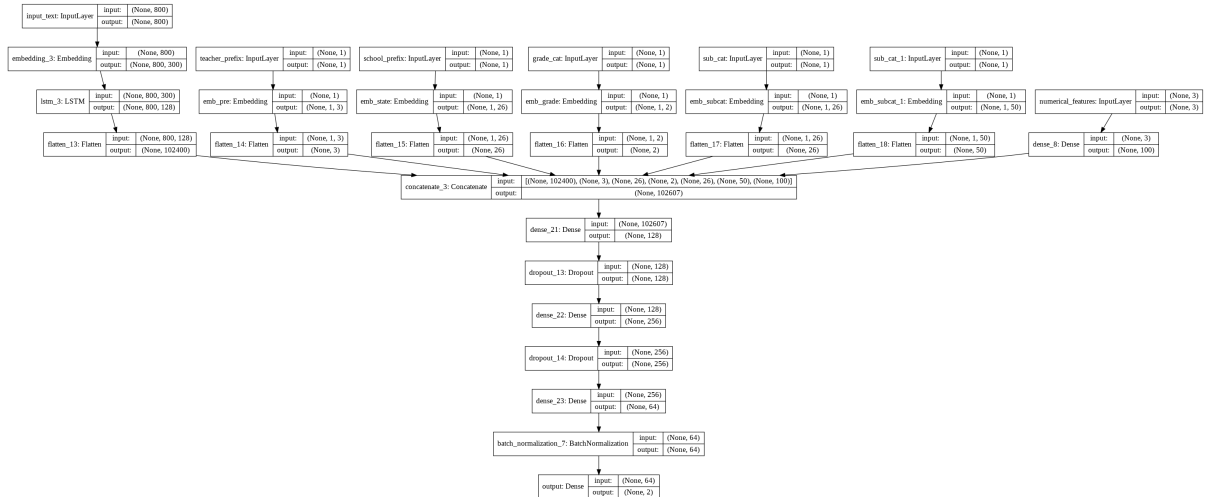 input_text: InputLayer input: (None, 800)
output: (None, 800)
embedding_3: Embedding input: (None, 800)
output: (None, 800, 300)
teacher_prefix: InputLayer input: (None, 1)
output: (None, 1)
school_prefix: InputLayer input: (None, 1)
output: (None, 1)
grade_cat: InputLayer input: (None, 1)
output: (None, 1)
sub_cat: InputLayer input: (None, 1)
output: (None, 1)
sub_cat_1: InputLayer input: (None, 1)
output: (None, 1)
lstm_3: LSTM input: (None, 800, 300)
output: (None, 800, 128)
emb_pre: Embedding input: (None, 1)
output: (None, 1, 3)
emb_state: Embedding input: (None, 1)
output: (None, 1, 26)
emb_grade: Embedding input: (None, 1)
output: (None, 1, 2)
emb_subcat: Embedding input: (None, 1)
output: (None, 1, 26)
emb_subcat_1: Embedding input: (None, 1)
output: (None, 1, 50)
numerical_features: InputLayer input: (None, 3)
output: (None, 3)
flatten_13: Flatten input: (None, 800, 128)
output: (None, 102400)
flatten_14: Flatten input: (None, 1, 3)
output: (None, 3)
flatten_15: Flatten input: (None, 1, 26)
output: (None, 26)
flatten_16: Flatten input: (None, 1, 2)
output: (None, 2)
flatten_17: Flatten input: (None, 1, 26)
output: (None, 26)
flatten_18: Flatten input: (None, 1, 50)
output: (None, 50)
dense_8: Dense input: (None, 3)
output: (None, 100)
concatenate_3: Concatenate input: [(None, 102400), (None, 3), (None, 26), (None, 2), (None, 26), (None, 50), (None, 100)]
output: (None, 102607)
dense_21: Dense input: (None, 102607)
output: (None, 128)
dropout_13: Dropout input: (None, 128)
output: (None, 128)
dense_22: Dense input: (None, 128)
output: (None, 256)
dropout_14: Dropout input: (None, 256)
output: (None, 256)
dense_23: Dense input: (None, 256)
output: (None, 64)
batch_normalization_7: BatchNormalization input: (None, 64)
output: (None, 64)
output: Dense input: (None, 64)
output: (None, 2)